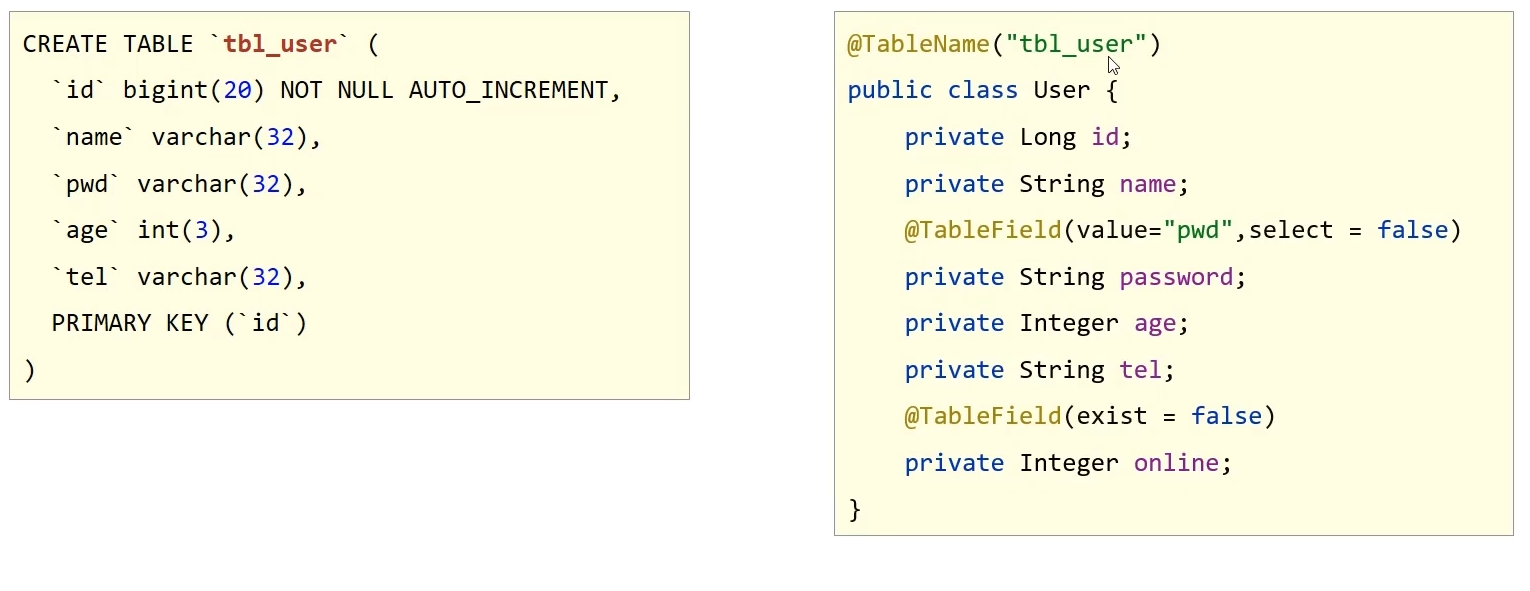 CREATE TABLE `tbl_user` (
`id` bigint(20) NOT NULL AUTO_INCREMENT,
`name` varchar(32),
`pwd` varchar(32),
`age` int(3),
`tel` varchar(32),
PRIMARY KEY (`id`)
)
@TableName("tbl_user")
public class User {
private Long id;
private String name;
@TableField(value="pwd",select = false)
private String password;
private Integer age;
private String tel;
@TableField(exist = false)
private Integer online;
}